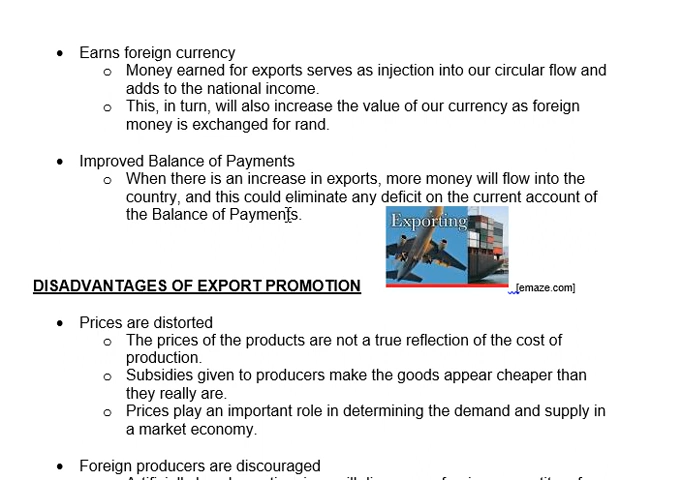 • Earns foreign currency
o Money earned for exports serves as injection into our circular flow and
adds to the national income.
o This, in turn, will also increase the value of our currency as foreign
money is exchanged for rand.
• Improved Balance of Payments
o When there is an increase in exports, more money will flow into the
country, and this could eliminate any deficit on the current account of
the Balance of Payments.
Exporting
DISADVANTAGES OF EXPORT PROMOTION
[emaze.com]
• Prices are distorted
o The prices of the products are not a true reflection of the cost of
production.
o Subsidies given to producers make the goods appear cheaper than
they really are.
o Prices play an important role in determining the demand and supply in
a market economy.
• Foreign producers are discouraged